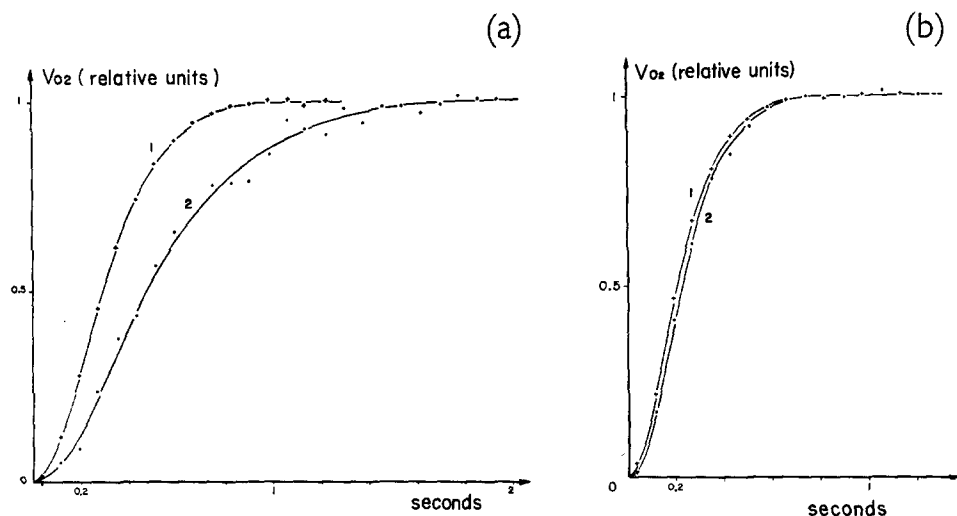 (a)
Vo2 ( relative units )
1
0.5
0
0,2
1
2
seconds
1
2
(b)
Vo2 (relative units)
1
0.5
0
0,2
1
seconds
1
2